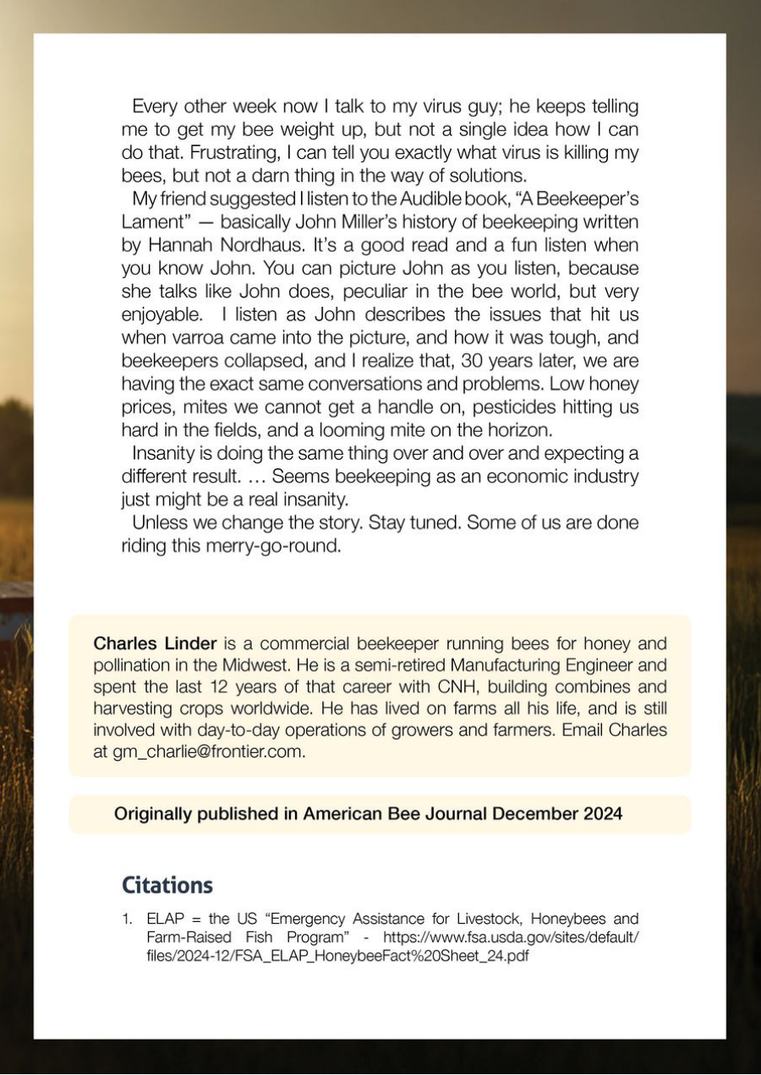 Every other week now I talk to my virus guy; he keeps telling
me to get my bee weight up, but not a single idea how I can
do that. Frustrating, I can tell you exactly what virus is killing my
bees, but not a darn thing in the way of solutions.
My friend suggested I listen to the Audible book, “A Beekeeper’s
Lament” — basically John Miller’s history of beekeeping written
by Hannah Nordhaus. It’s a good read and a fun listen when
you know John. You can picture John as you listen, because
she talks like John does, peculiar in the bee world, but very
enjoyable. I listen as John describes the issues that hit us
when varroa came into the picture, and how it was tough, and
beekeepers collapsed, and I realize that, 30 years later, we are
having the exact same conversations and problems. Low honey
prices, mites we cannot get a handle on, pesticides hitting us
hard in the fields, and a looming mite on the horizon.
Insanity is doing the same thing over and over and expecting a
different result. … Seems beekeeping as an economic industry
just might be a real insanity.
Unless we change the story. Stay tuned. Some of us are done
riding this merry-go-round.
Charles Linder is a commercial beekeeper running bees for honey and
pollination in the Midwest. He is a semi-retired Manufacturing Engineer and
spent the last 12 years of that career with CNH, building combines and
harvesting crops worldwide. He has lived on farms all his life, and is still
involved with day-to-day operations of growers and farmers. Email Charles
at gm_charlie@frontier.com.
Originally published in American Bee Journal December 2024
Citations
1. ELAP = the US “Emergency Assistance for Livestock, Honeybees and
Farm-Raised Fish Program” - https://www.fsa.usda.gov/sites/default/
files/2024-12/FSA_ELAP_HoneybeeFact%20Sheet_24.pdf